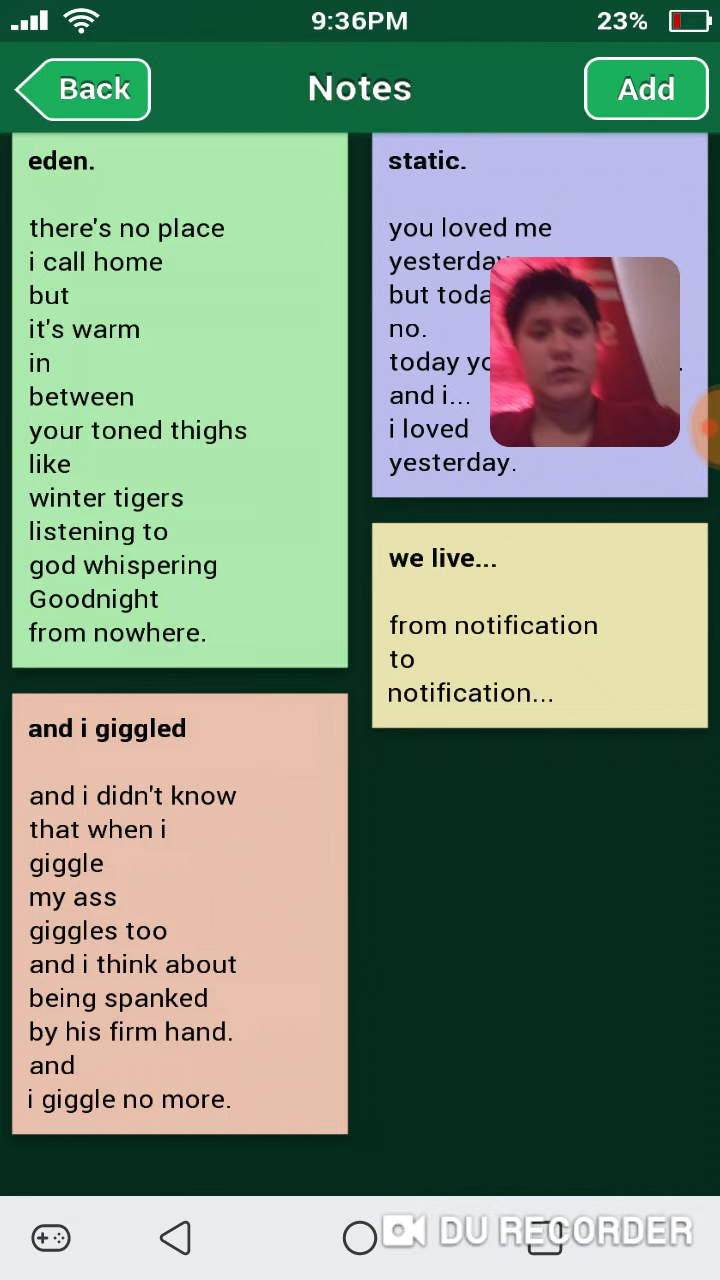 9:36PM
23%
Back
Notes
Add
eden.
there's no place
i call home
but
it's warm
in
between
your toned thighs
like
winter tigers
listening to
god whispering
Goodnight
from nowhere.
and i giggled
and i didn't know
that when i
giggle
my ass
giggles too
and i think about
being spanked
by his firm hand.
and
i giggle no more.
static.
you loved me
but
no.
today
and i...
i loved
yesterday.
we live...
from notification
to
notification...
DU RECORDER